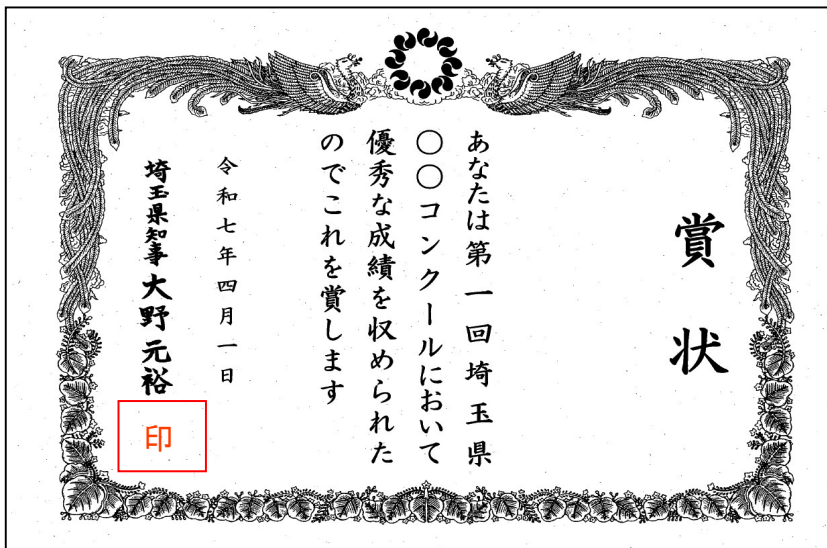 賞状
あなたは第一回埼玉県
〇〇コンクールにおいて
優秀な成績を収められた
のでこれを賞します
令和七年四月一日
埼玉県知事 大野元裕
印